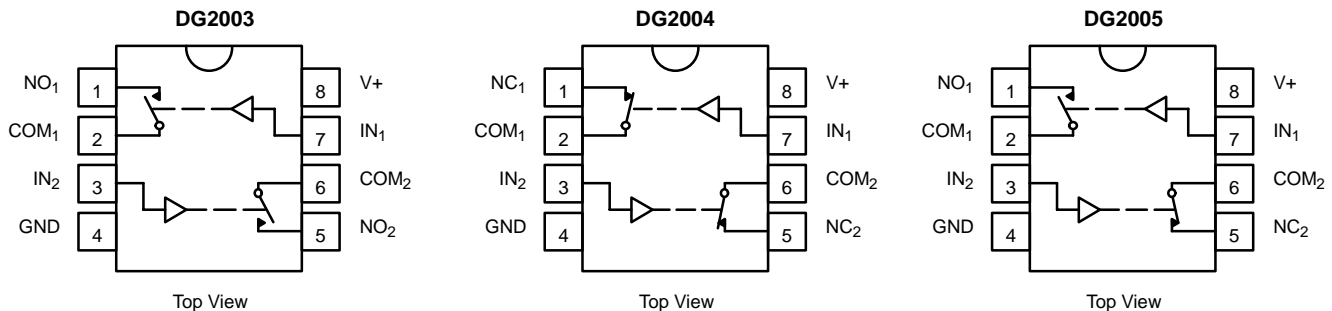 DG2003
NO₁ 1 8 V+
COM₁ 2 7 IN₁
IN₂ 3 6 COM₂
GND 4 5 NO₂
Top View
DG2004
NC₁ 1 8 V+
COM₁ 2 7 IN₁
IN₂ 3 6 COM₂
GND 4 5 NC₂
Top View
DG2005
NO₁ 1 8 V+
COM₁ 2 7 IN₁
IN₂ 3 6 COM₂
GND 4 5 NC₂
Top View